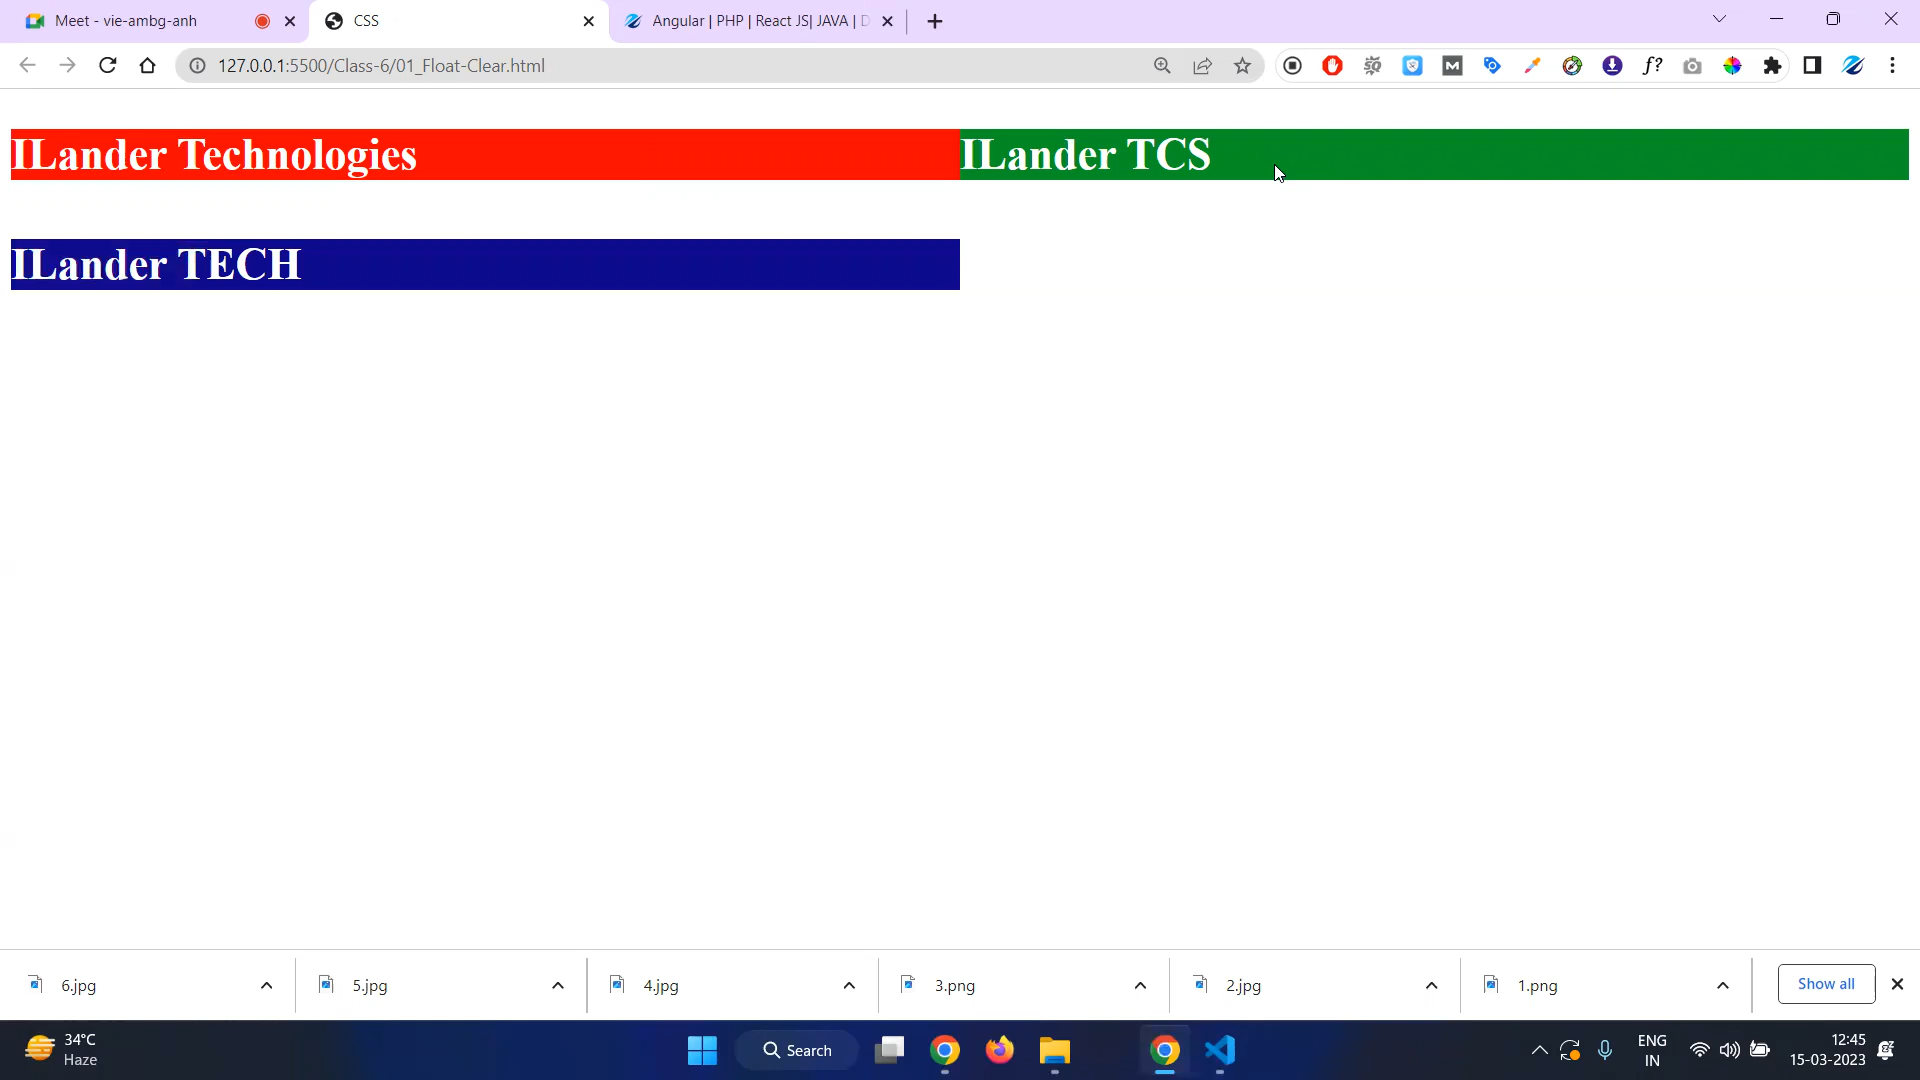 Meet - vie-ambg-anh
CSS
Angular | PHP | React JS| JAVA | D
127.0.0.1:5500/Class-6/01_Float-Clear.html
f?
ILander Technologies
ILander TCS
ILander TECH
6.jpg
5.jpg
4.jpg
3.png
2.jpg
1.png
Show all
34°C
Haze
Search
ENG
IN
12:45
15-03-2023